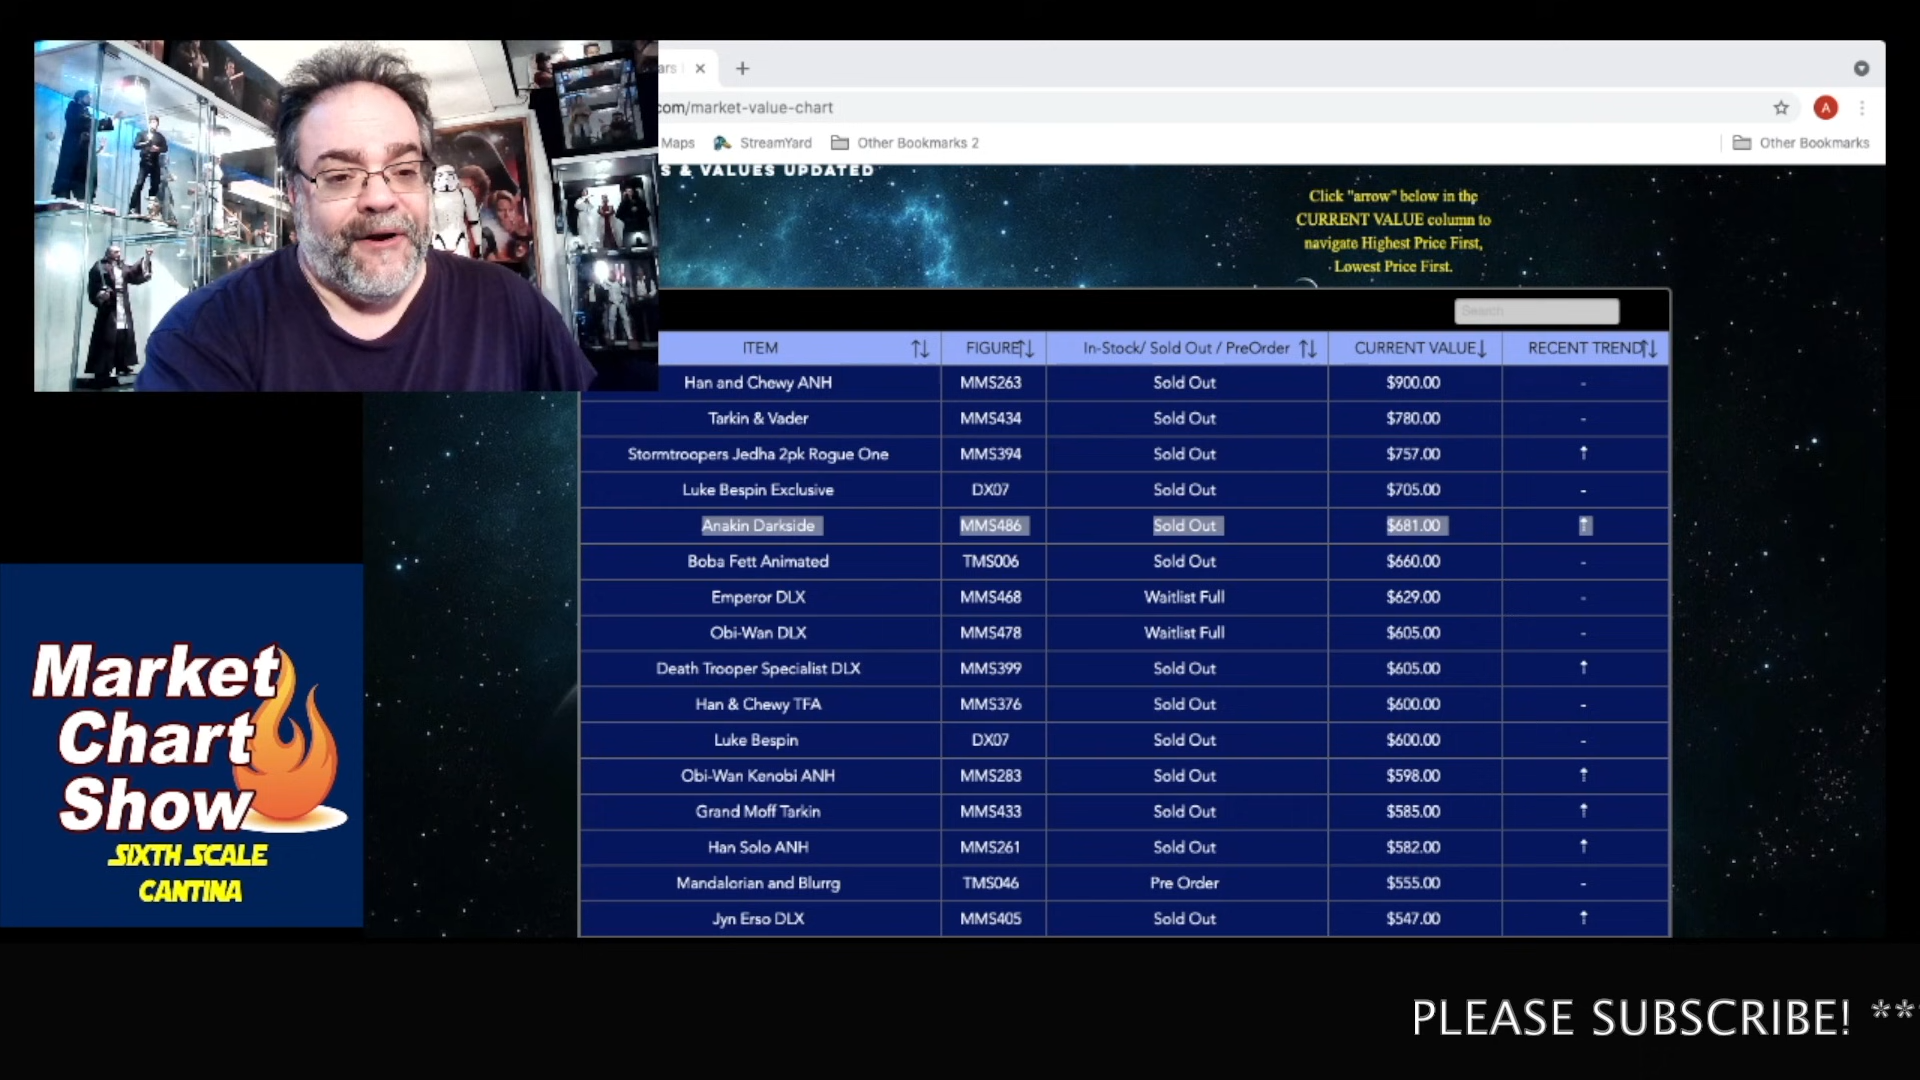 ars
com/market-value-chart
A
Maps StreamYard Other Bookmarks 2 Other Bookmarks
S & VALUES UPDATED
Click "arrow" below in the
CURRENT VALUE column to
navigate Highest Price First,
Lowest Price First.
Search
ITEM FIGURE In-Stock/ Sold Out / PreOrder CURRENT VALUE RECENT TREND
Han and Chewy ANH MMS263 Sold Out $900.00 -
Tarkin & Vader MMS434 Sold Out $780.00 -
Stormtroopers Jedha 2pk Rogue One MMS394 Sold Out $757.00 ↑
Luke Bespin Exclusive DX07 Sold Out $705.00 -
Anakin Darkside MMS486 Sold Out $681.00 ↑
Boba Fett Animated TMS006 Sold Out $660.00 -
Emperor DLX MMS468 Waitlist Full $629.00 -
Obi-Wan DLX MMS478 Waitlist Full $605.00 -
Death Trooper Specialist DLX MMS399 Sold Out $605.00 ↑
Han & Chewy TFA MMS376 Sold Out $600.00 -
Luke Bespin DX07 Sold Out $600.00 -
Obi-Wan Kenobi ANH MMS283 Sold Out $598.00 ↑
Grand Moff Tarkin MMS433 Sold Out $585.00 ↑
Han Solo ANH MMS261 Sold Out $582.00 ↑
Mandalorian and Blurrg TMS046 Pre Order $555.00 -
Jyn Erso DLX MMS405 Sold Out $547.00 ↑
Market
Chart
Show
SIXTH SCALE
CANTINA
PLEASE SUBSCRIBE! **